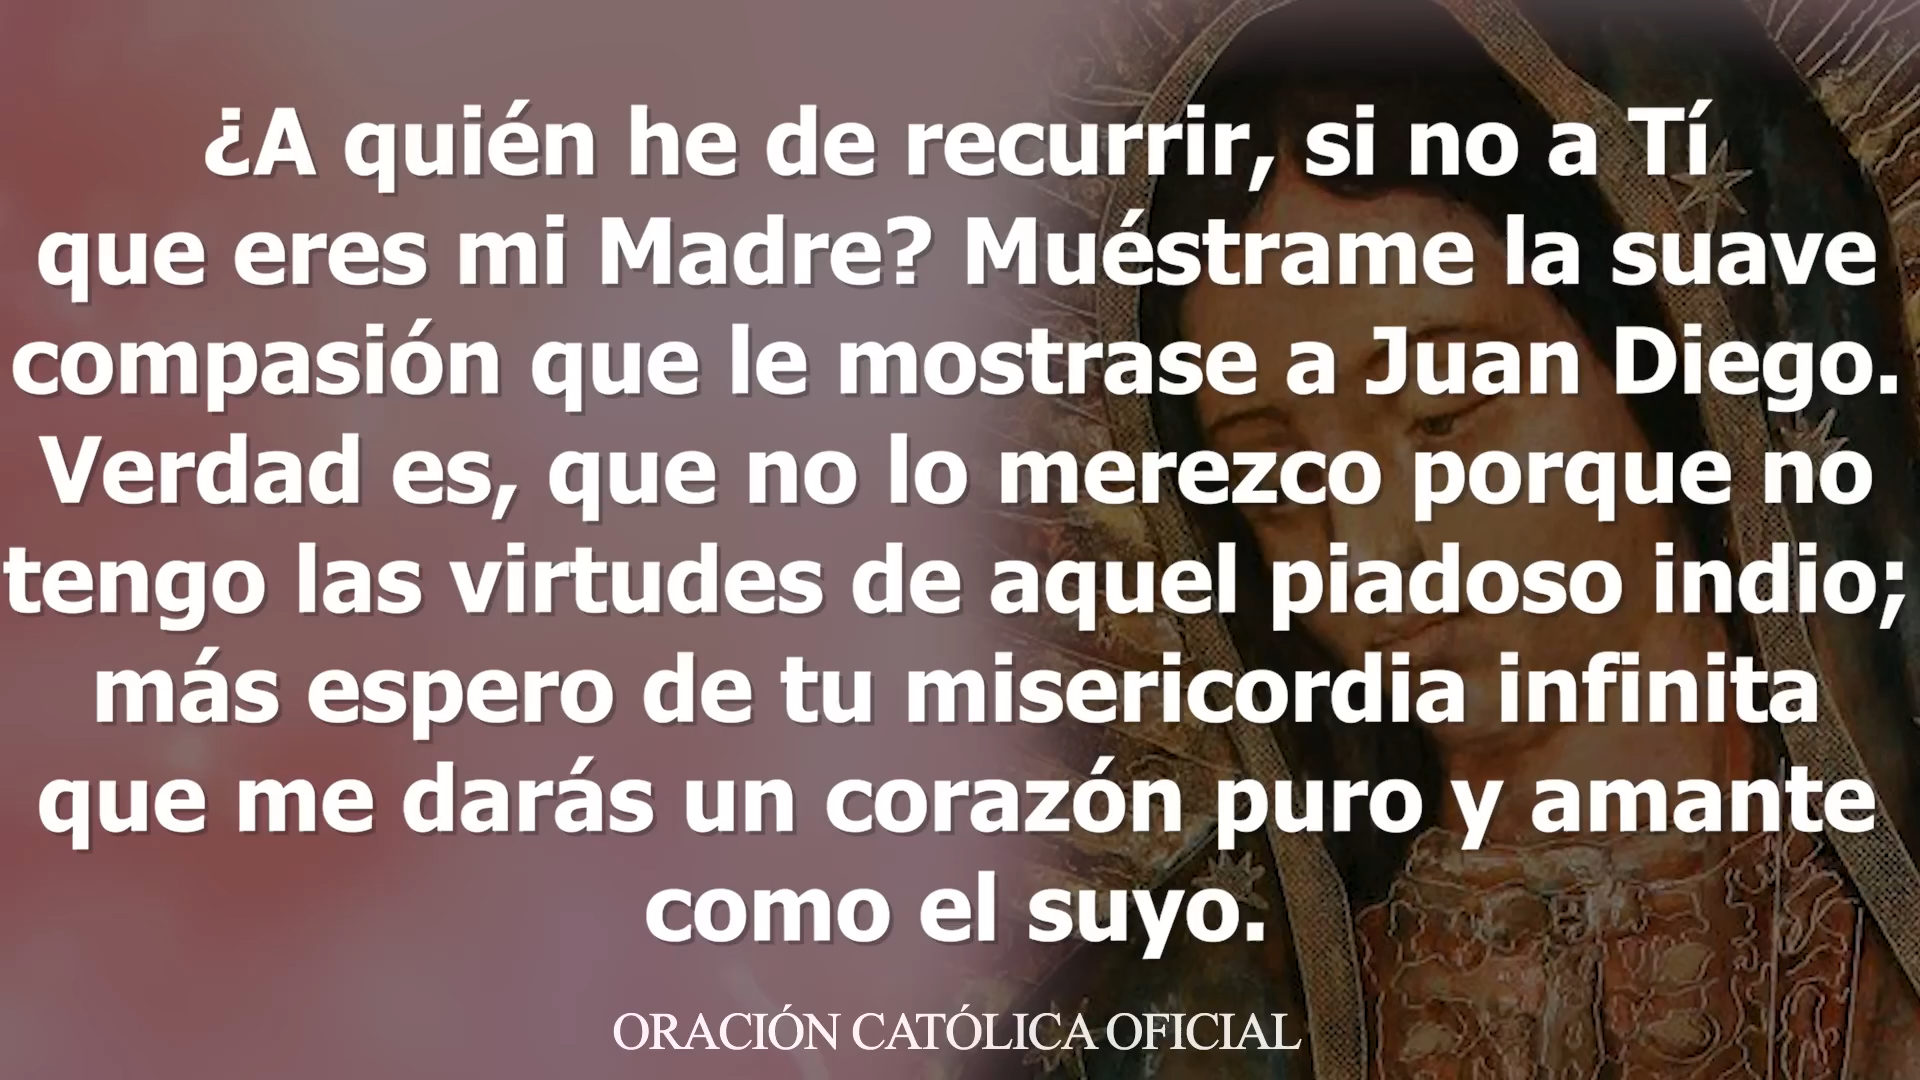 ¿A quién he de recurrir, si no a Tí
que eres mi Madre? Muéstrame la suave
compasión que le mostrase a Juan Diego.
Verdad es, que no lo merezco porque no
tengo las virtudes de aquel piadoso indio;
más espero de tu misericordia infinita
que me darás un corazón puro y amante
como el suyo.
ORACIÓN CATÓLICA OFICIAL